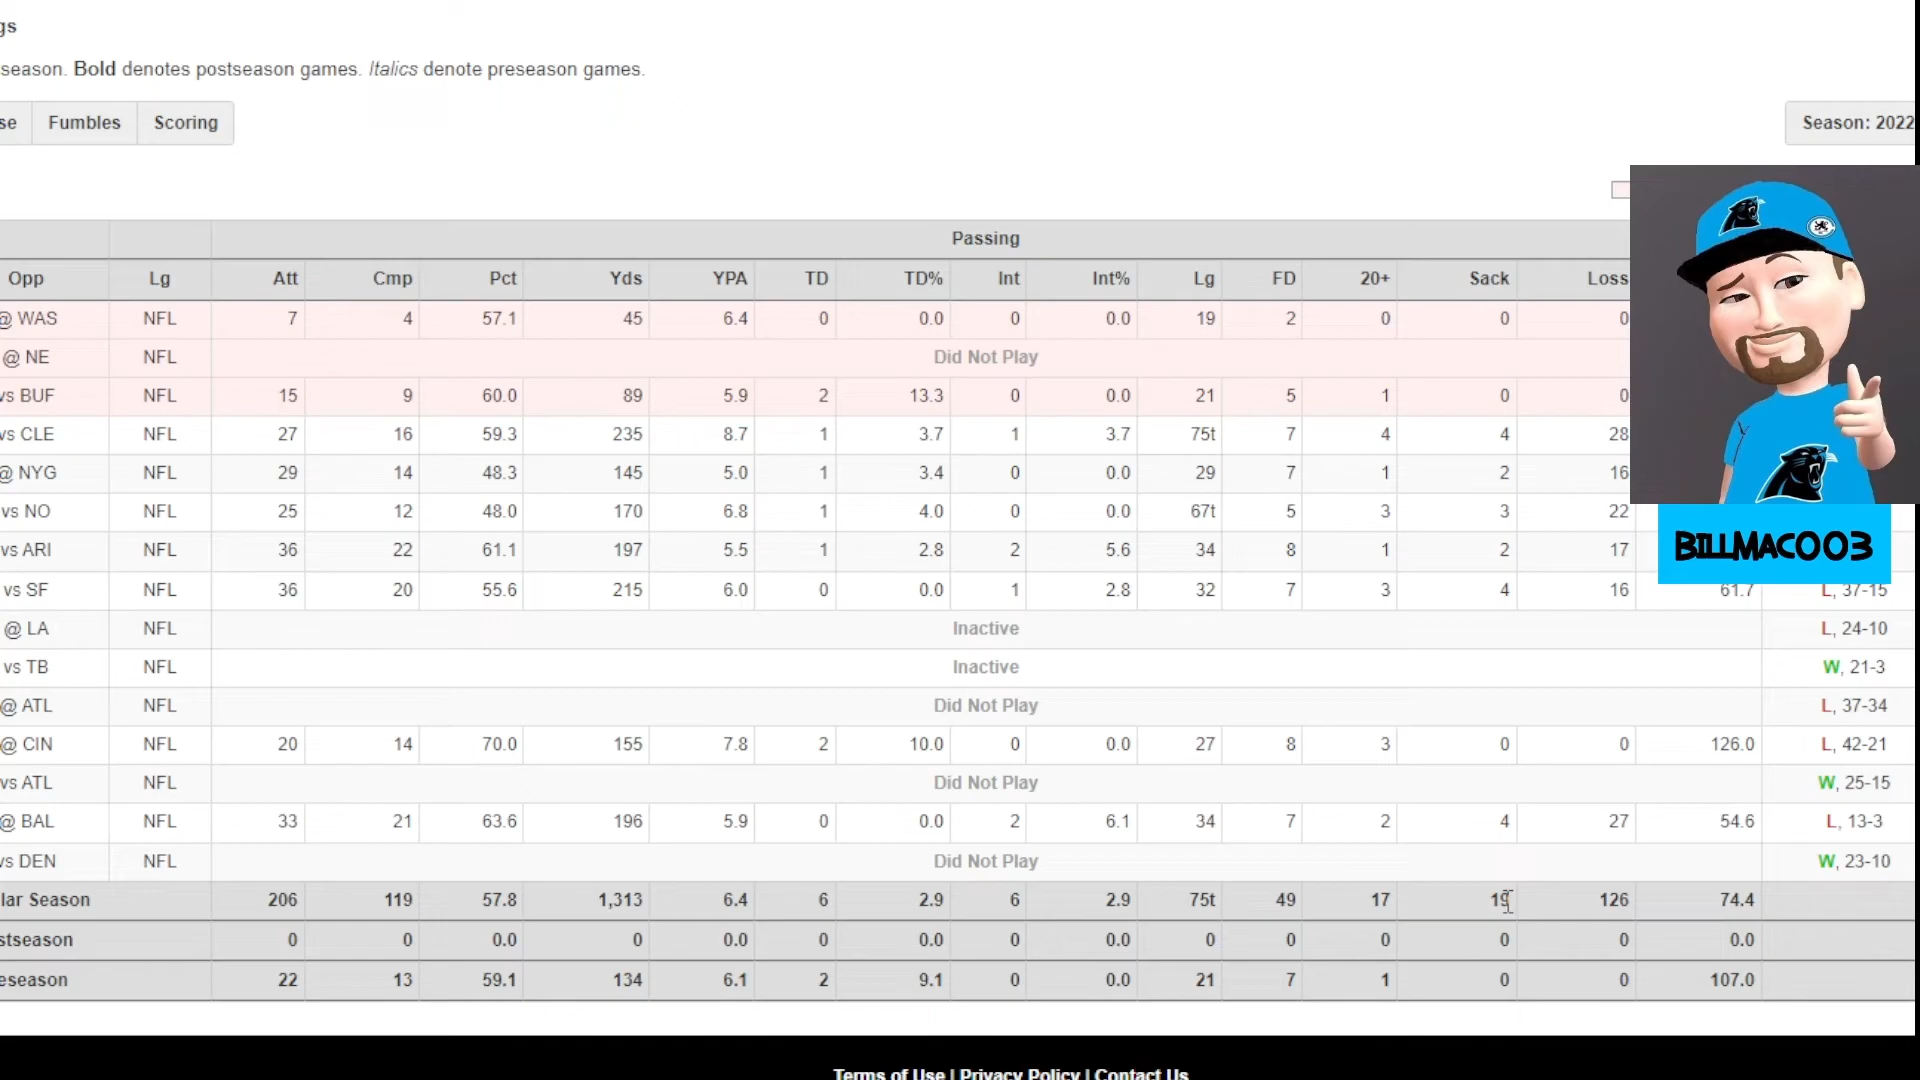 gs
season. Bold denotes postseason games. Italics denote preseason games.
se Fumbles Scoring Season: 2022
Passing
Opp Lg Att Cmp Pct Yds YPA TD TD% Int Int% Lg FD 20+ Sack Loss
@ WAS NFL 7 4 57.1 45 6.4 0 0.0 0 0.0 19 2 0 0 0
@ NE NFL Did Not Play
vs BUF NFL 15 9 60.0 89 5.9 2 13.3 0 0.0 21 5 1 0 0
vs CLE NFL 27 16 59.3 235 8.7 1 3.7 1 3.7 75t 7 4 4 28
@ NYG NFL 29 14 48.3 145 5.0 1 3.4 0 0.0 29 7 1 2 16
vs NO NFL 25 12 48.0 170 6.8 1 4.0 0 0.0 67t 5 3 3 22
vs ARI NFL 36 22 61.1 197 5.5 1 2.8 2 5.6 34 8 1 2 17
BILLMAC003
vs SF NFL 36 20 55.6 215 6.0 0 0.0 1 2.8 32 7 3 4 16 61.7 L, 37-15
@ LA NFL Inactive L, 24-10
vs TB NFL Inactive W, 21-3
@ ATL NFL Did Not Play L, 37-34
@ CIN NFL 20 14 70.0 155 7.8 2 10.0 0 0.0 27 8 3 0 0 126.0 L, 42-21
vs ATL NFL Did Not Play W, 25-15
@ BAL NFL 33 21 63.6 196 5.9 0 0.0 2 6.1 34 7 2 4 27 54.6 L, 13-3
vs DEN NFL Did Not Play W, 23-10
lar Season 206 119 57.8 1,313 6.4 6 2.9 6 2.9 75t 49 17 19 126 74.4
stseason 0 0 0.0 0 0.0 0 0.0 0 0.0 0 0 0 0 0 0.0
eseason 22 13 59.1 134 6.1 2 9.1 0 0.0 21 7 1 0 0 107.0
Terms of Use | Privacy Policy | Contact Us